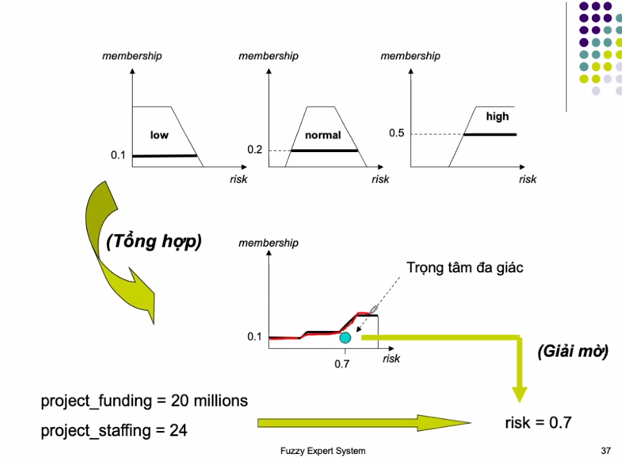 membership
membership
membership
low
normal
high
0.1
0.2
0.5
risk
risk
risk
(Tổng hợp)
membership
Trọng tâm đa giác
0.1
0.7
risk
(Giải mờ)
project_funding = 20 millions
project_staffing = 24
risk = 0.7
Fuzzy Expert System
37